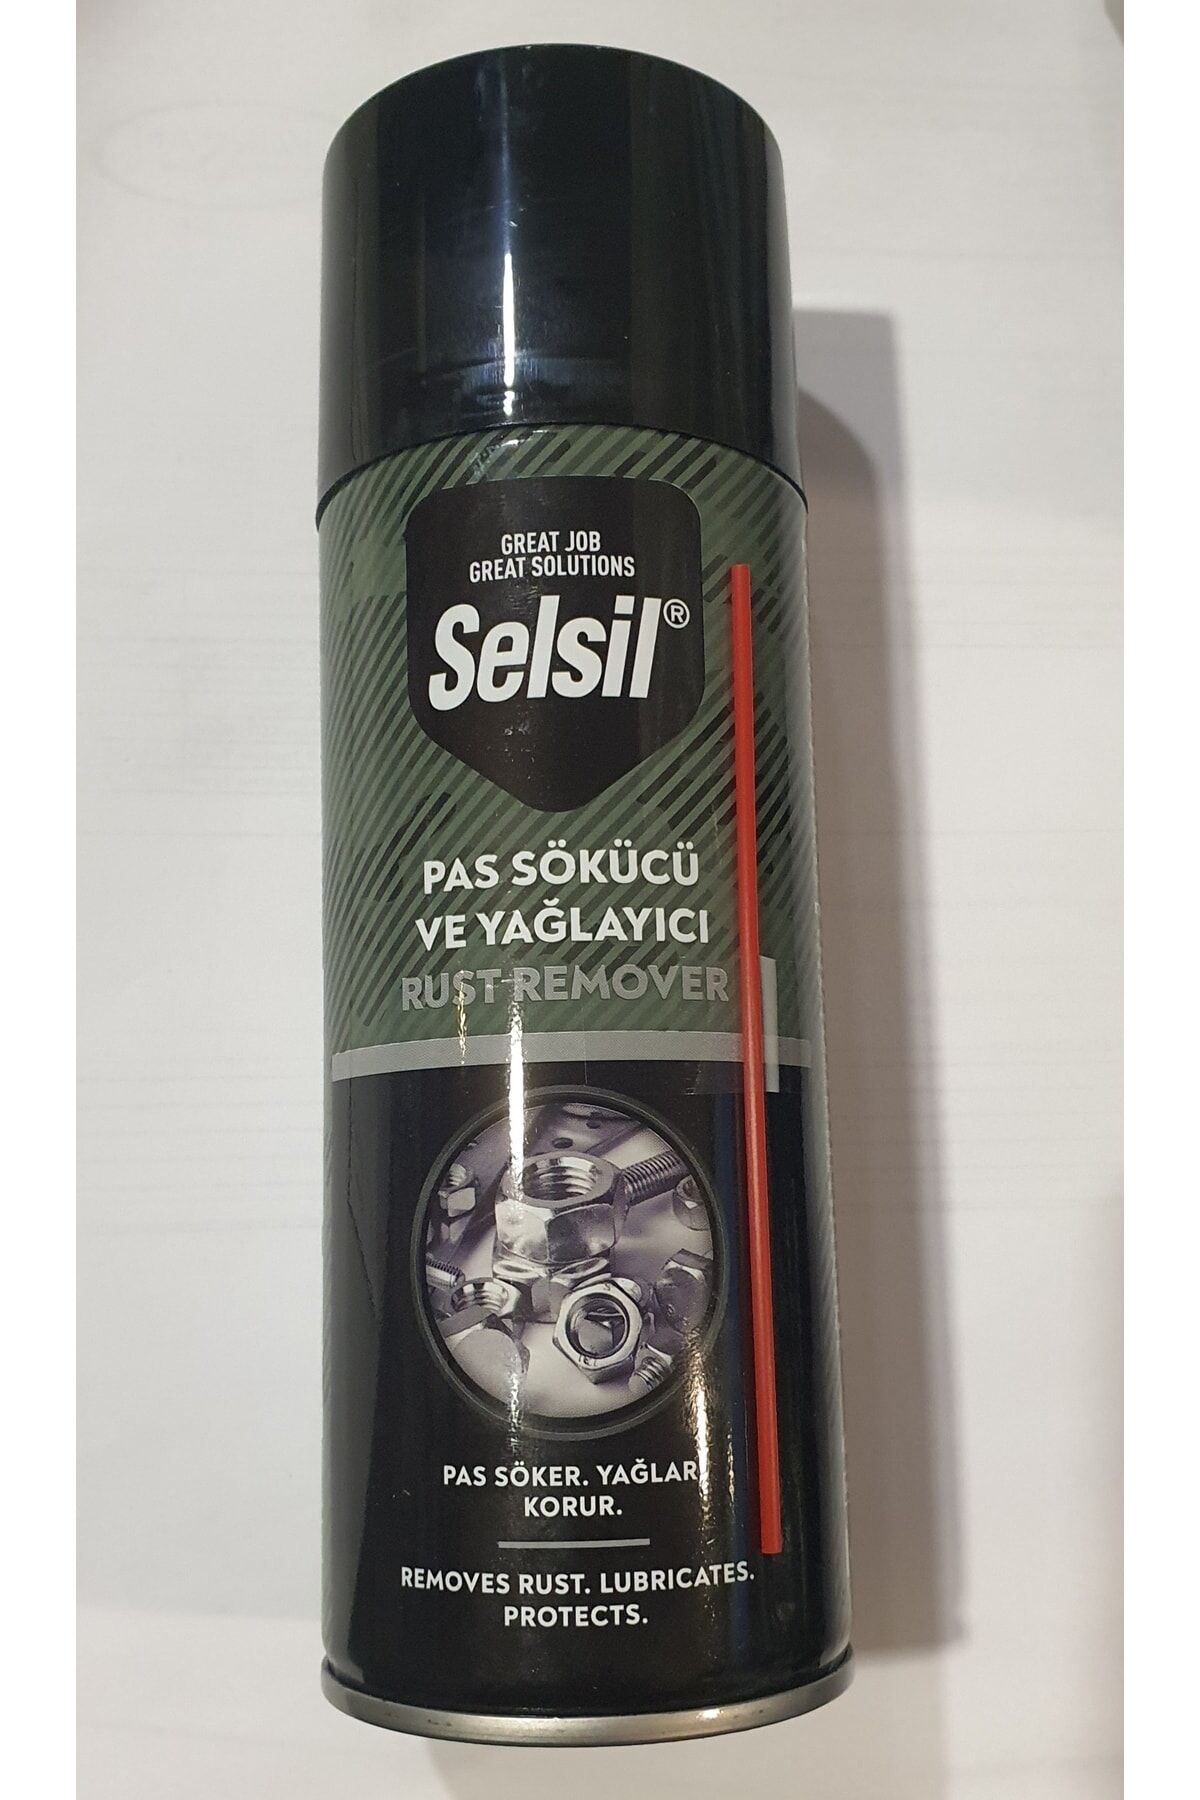 GREAT JOB
GREAT SOLUTIONS
Selsil®
PAS SÖKÜCÜ
VE YAĞLAYICI
RUST REMOVER
PAS SÖKER. YAĞLAR
KORUR.
REMOVES RUST. LUBRICATES.
PROTECTS.